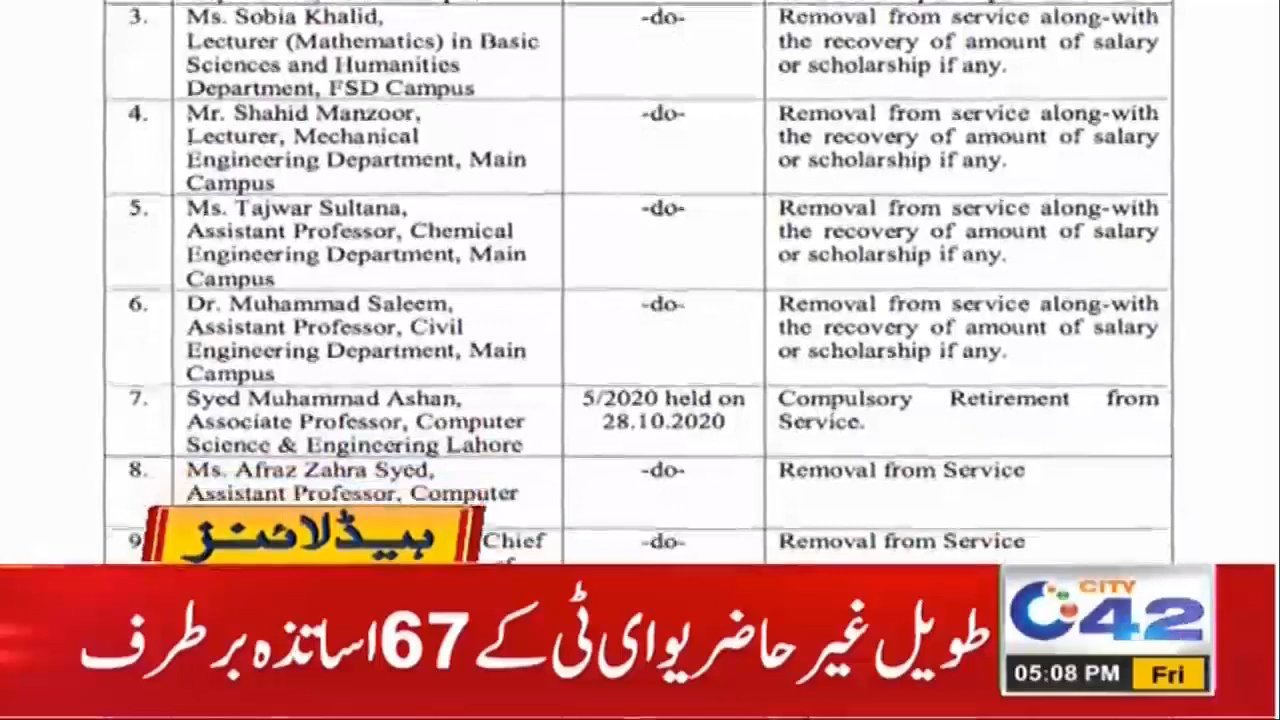 3.
Ms. Sobia Khalid,
Lecturer (Mathematics) in Basic
Sciences and Humanities
Department, FSD Campus
-do-
Removal from service along-with
the recovery of amount of salary
or scholarship if any.
4.
Mr. Shahid Manzoor,
Lecturer, Mechanical
Engineering Department, Main
Campus
-do-
Removal from service along-with
the recovery of amount of salary
or scholarship if any.
5.
Ms. Tajwar Sultana,
Assistant Professor, Chemical
Engineering Department, Main
Campus
-do-
Removal from service along-with
the recovery of amount of salary
or scholarship if any.
6.
Dr. Muhammad Saleem,
Assistant Professor, Civil
Engineering Department, Main
Campus
-do-
Removal from service along-with
the recovery of amount of salary
or scholarship if any.
7.
Syed Muhammad Ashan,
Associate Professor, Computer
Science & Engineering Lahore
5/2020 held on
28.10.2020
Compulsory Retirement from
Service.
8.
Ms. Afraz Zahra Syed,
Assistant Professor, Computer
-do-
Removal from Service
9
Chief
-do-
Removal from Service
ہیڈلائنز
طویل غیر حاضر یو ای ٹی کے 67 اساتذہ برطرف
CITY
42
05:08 PM
Fri